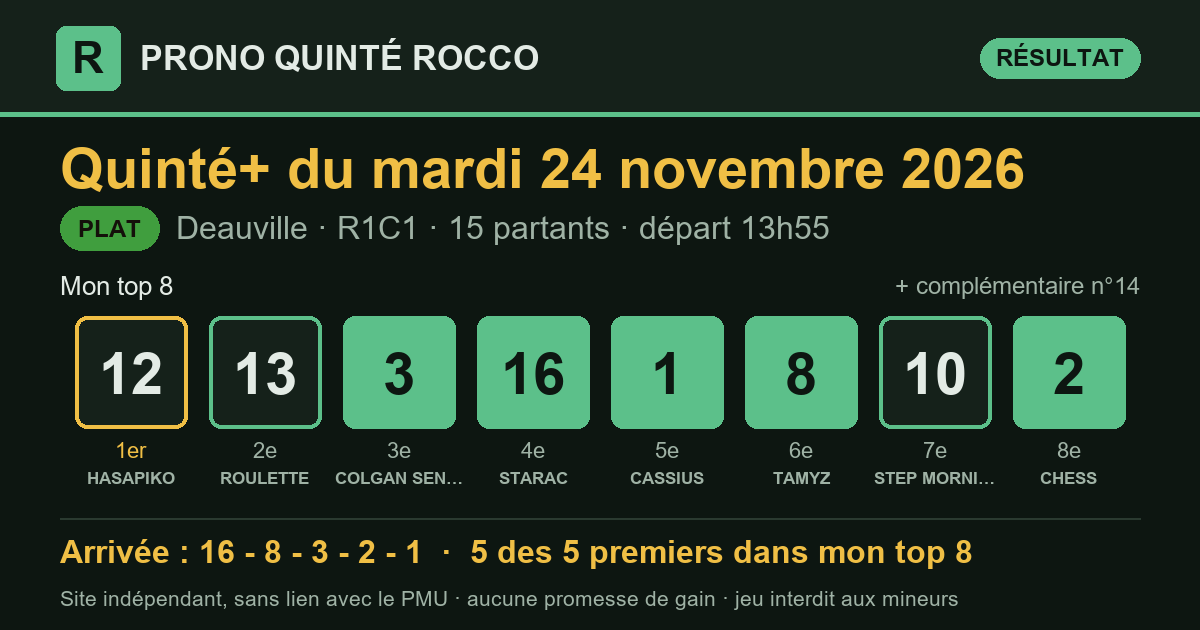 R PRONO QUINTÉ ROCCO RÉSULTAT
Quinté+ du mardi 24 novembre 2026
PLAT Deauville · R1C1 · 15 partants · départ 13h55
Mon top 8 + complémentaire n°14
12 13 3 16 1 8 10 2
1er 2e 3e 4e 5e 6e 7e 8e
HASAPIKO ROULETTE COLGAN SEN… STARAC CASSIUS TAMYZ STEP MORNI… CHESS
Arrivée : 16 - 8 - 3 - 2 - 1 · 5 des 5 premiers dans mon top 8
Site indépendant, sans lien avec le PMU · aucune promesse de gain · jeu interdit aux mineurs